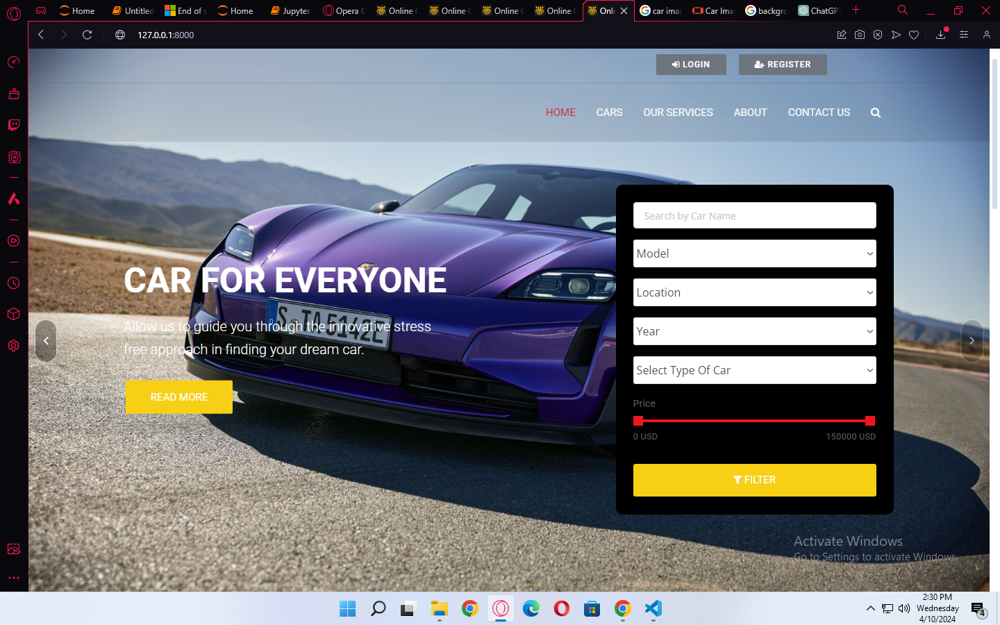 Home
Untitled
End of s
Home
Jupyter
Opera G
Online
Online
Online
Online
Onli
car imag
Car Ima
backgro
ChatGPT
127.0.0.1:8000
LOGIN
REGISTER
HOME
CARS
OUR SERVICES
ABOUT
CONTACT US
Search by Car Name
Model
Location
Year
Select Type Of Car
Price
0 USD
150000 USD
FILTER
CAR FOR EVERYONE
S TA 5142E
Allow us to guide you through the innovative stress
free approach in finding your dream car.
READ MORE
Activate Windows
Go to Settings to activate Windows.
2:30 PM
Wednesday
4/10/2024
4